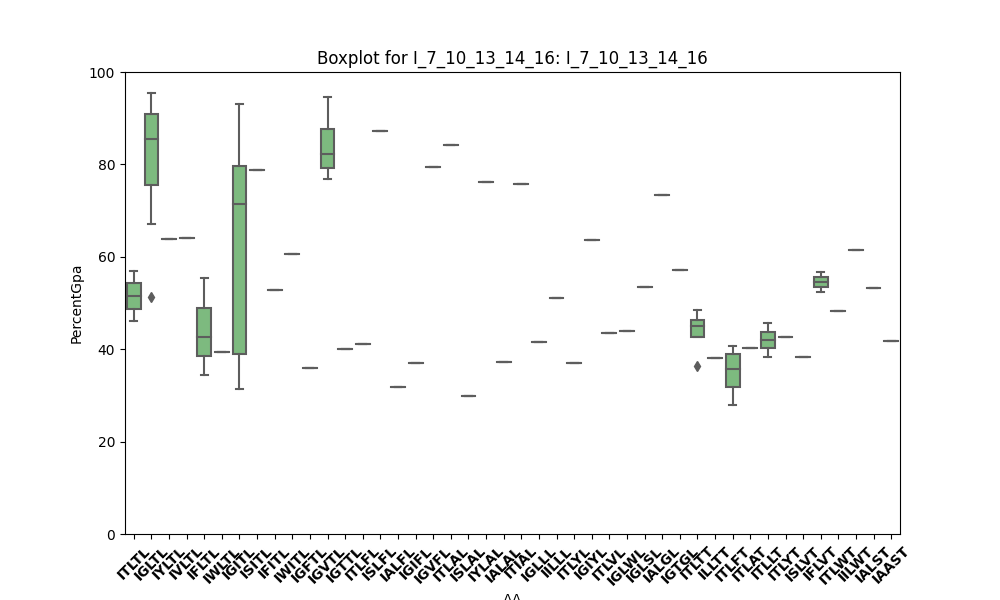 Boxplot for I_7_10_13_14_16: I_7_10_13_14_16
PercentGpa
100
80
60
40
20
0
ITLTL
IGLTL
IYLTL
IVLTL
IFLTL
IWLTL
IGITL
ISITL
IFITL
IWITL
IGFTL
IGVTL
IGTTL
ITLFL
ISLFL
IALFL
IGIFL
IGVFL
ITLAL
ISLAL
IYLAL
IALAL
ITIAL
IGLLL
IILLL
ITLYL
IGIYL
ITLVL
IGLWL
IGLSL
IALGL
IGTGL
ITLTT
ILLTT
ITLFT
ITLAT
ITLLT
ITLYT
ISLVT
IFLVT
ITLWT
IILWT
IALST
IAAST
AA